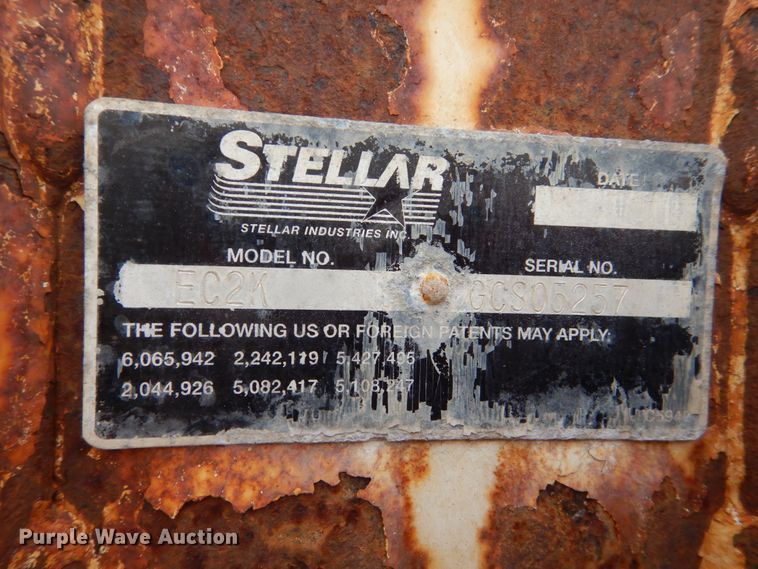 STELLAR
STELLAR INDUSTRIES INC.
DATE
MODEL NO.
SERIAL NO.
EC2K
GCS05257
THE FOLLOWING US OR FOREIGN PATENTS MAY APPLY:
6,065,942 2,242,119 5,427,495
2,044,926 5,082,417 5,108,247
Purple Wave Auction®